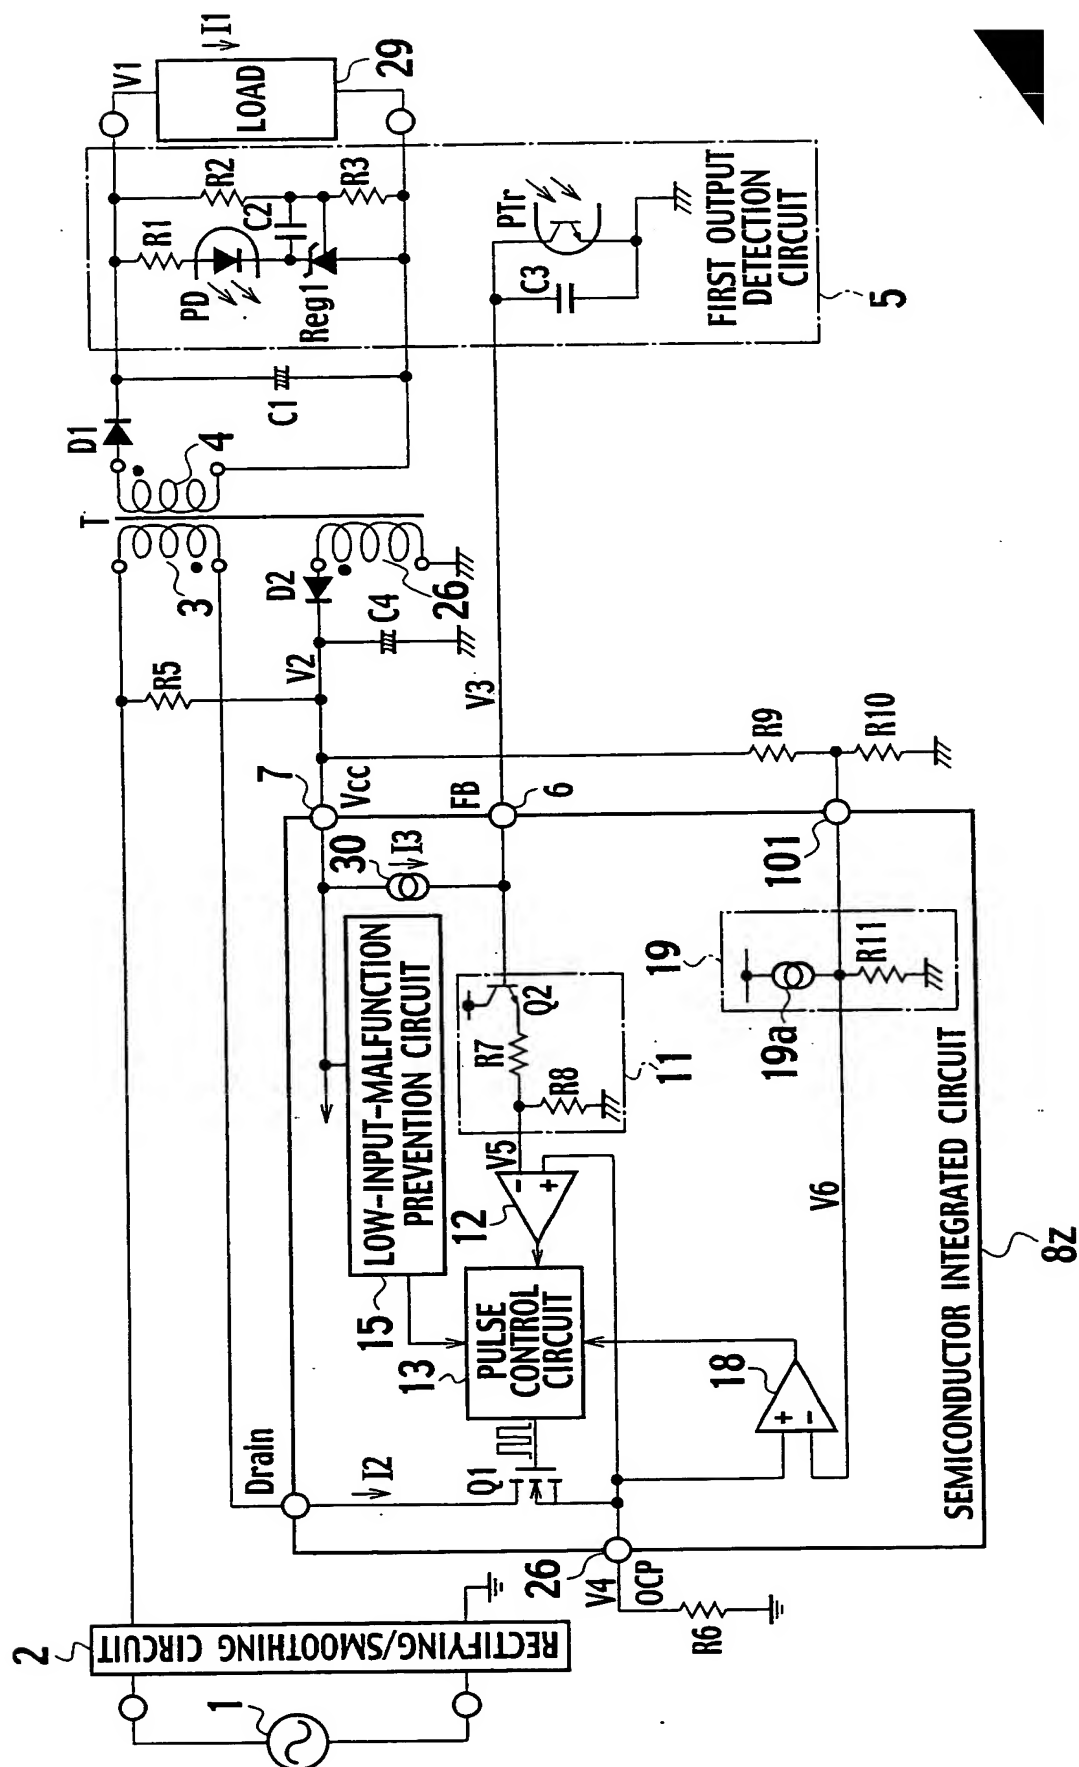 1
2
RECTIFYING/SMOOTHING CIRCUIT
T
3
4
D1
C1
R1
PD
C2
R2
Reg1
R3
V1
LOAD
I1
29
R5
V2
D2
C4
26
V3
C3
PTr
FIRST OUTPUT
DETECTION
CIRCUIT
5
Drain
I2
Q1
15
LOW-INPUT-MALFUNCTION
PREVENTION CIRCUIT
30
I3
7
Vcc
FB
6
13
PULSE
CONTROL
CIRCUIT
12
-
+
V5
R7
R8
Q2
11
26
V4
OCP
R6
18
+
-
V6
19
19a
R11
101
R9
R10
SEMICONDUCTOR INTEGRATED CIRCUIT
8z